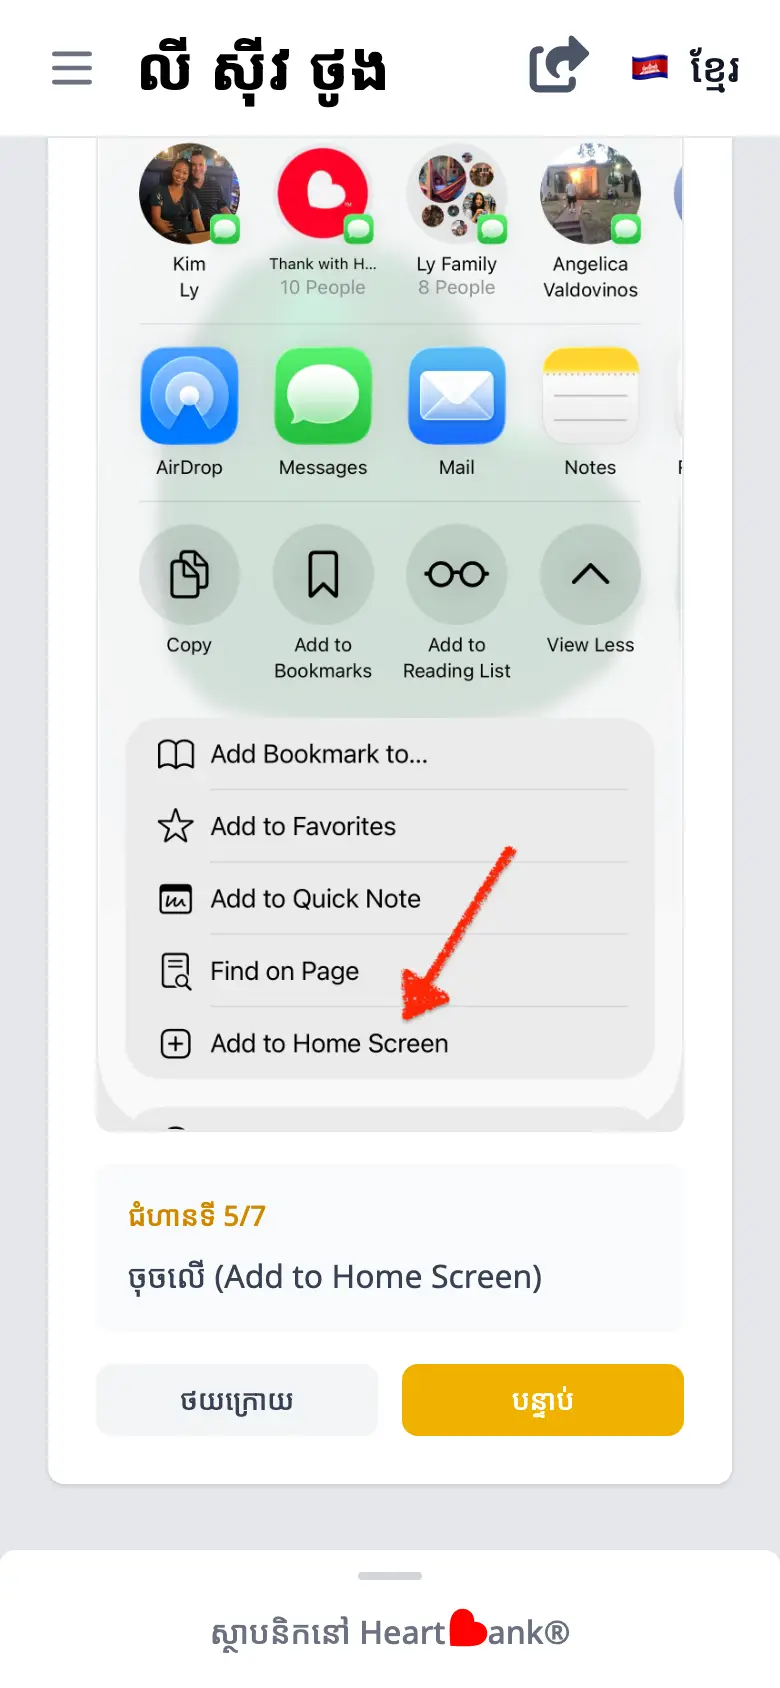 លី ស៊ីវ ថូង
ខ្មែរ
Kim
Ly
Thank with H...
10 People
Ly Family
8 People
Angelica
Valdovinos
AirDrop
Messages
Mail
Notes
Copy
Add to
Bookmarks
Add to
Reading List
View Less
Add Bookmark to...
Add to Favorites
Add to Quick Note
Find on Page
Add to Home Screen
ជំហានទី 5/7
ចុចលើ (Add to Home Screen)
ថយក្រោយ
បន្ទាប់
ស្ថាបនិកនៅ Heartank®